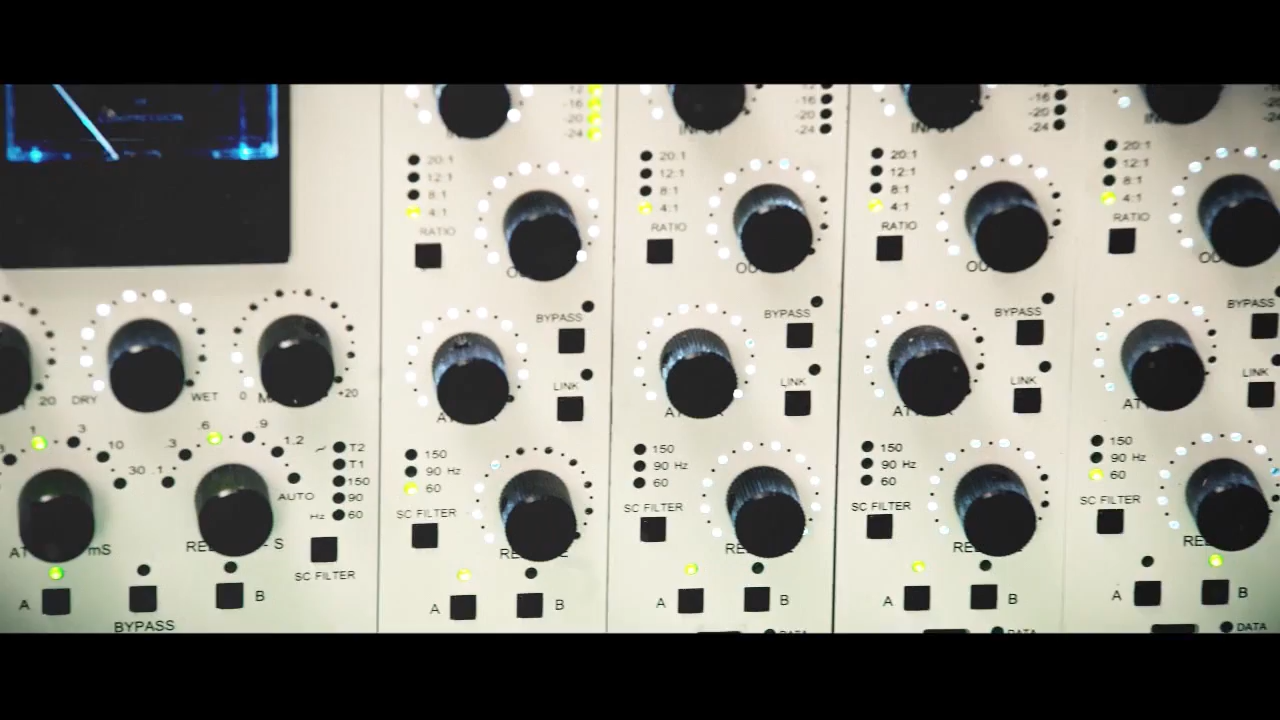 COMPRESSION
20 DRY WET 0 +20
1 3 10 30
.1 .3 .6 .9 1.2 AUTO
T2
T1
150
90
Hz 60
mS
S
SC FILTER
A B
BYPASS
12
-16
-20
-24
20:1
12:1
8:1
4:1
RATIO
BYPASS
LINK
150
90 Hz
60
SC FILTER
A B
-16
-20
-24
INPUT
20:1
12:1
8:1
4:1
RATIO
BYPASS
LINK
150
90 Hz
60
SC FILTER
A B
DATA
-16
-20
-24
20:1
12:1
8:1
4:1
RATIO
BYPASS
LINK
150
90 Hz
60
SC FILTER
A B
DATA
20:1
12:1
8:1
4:1
RATIO
BYPASS
LINK
150
90 Hz
60
SC FILTER
A B
DATA